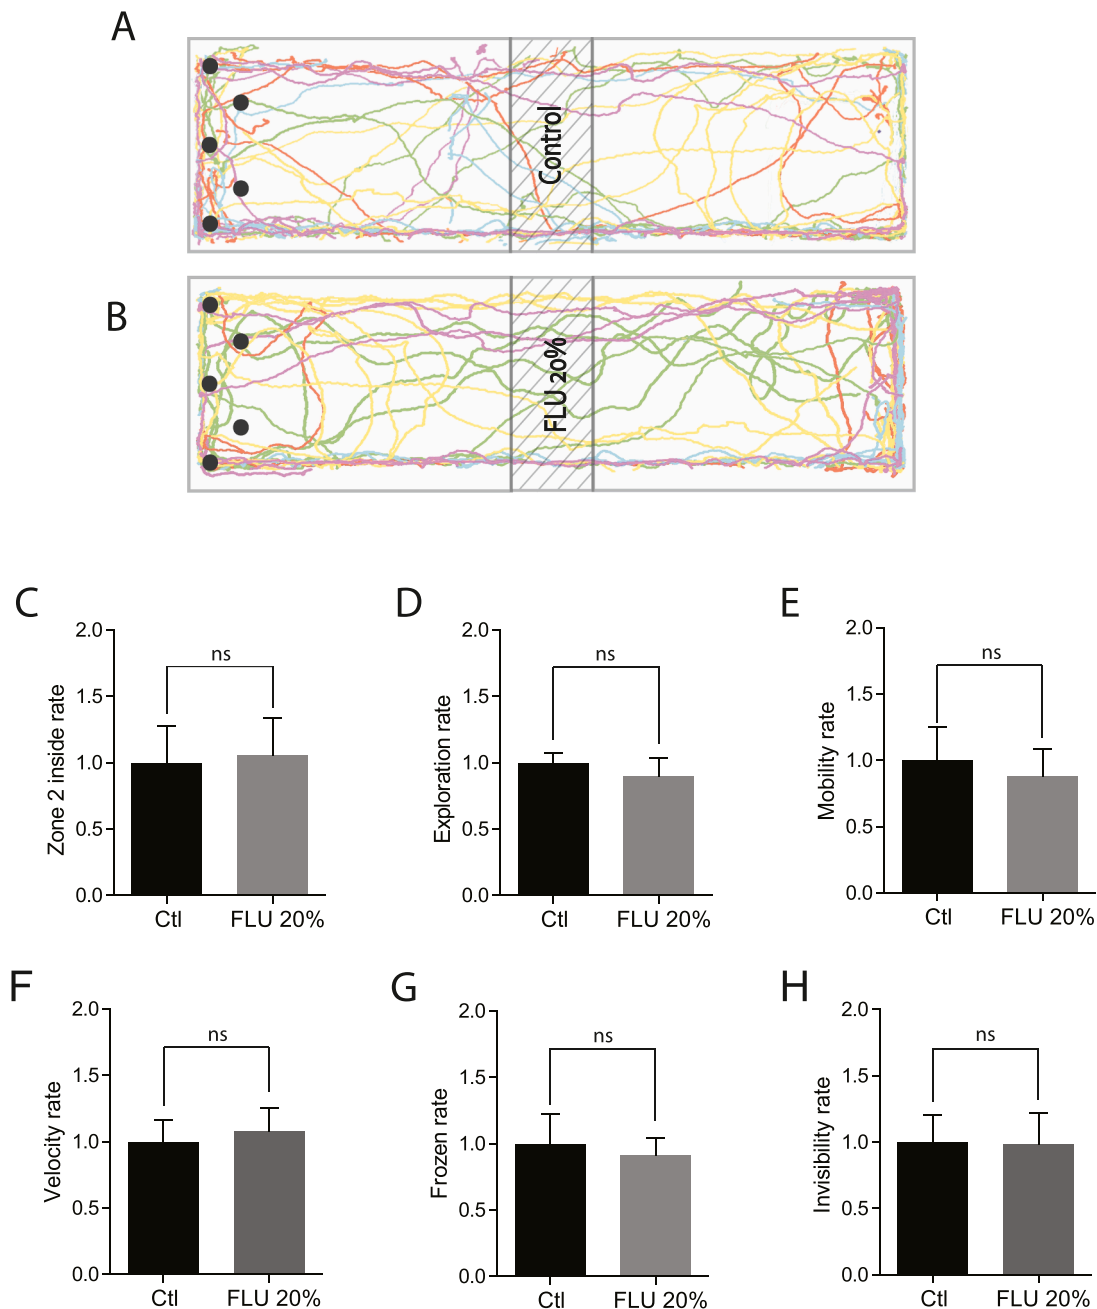 A
Control
B
FLU 20%
C
2.0
1.5
1.0
0.5
0.0
Zone 2 inside rate
ns
Ctl
FLU 20%
D
2.0
1.5
1.0
0.5
0.0
Exploration rate
ns
Ctl
FLU 20%
E
2.0
1.5
1.0
0.5
0.0
Mobility rate
ns
Ctl
FLU 20%
F
2.0
1.5
1.0
0.5
0.0
Velocity rate
ns
Ctl
FLU 20%
G
2.0
1.5
1.0
0.5
0.0
Frozen rate
ns
Ctl
FLU 20%
H
2.0
1.5
1.0
0.5
0.0
Invisibility rate
ns
Ctl
FLU 20%